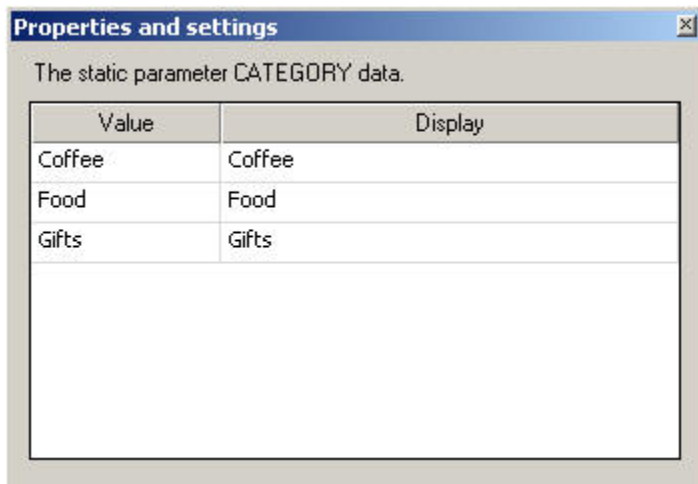 Properties and settings
The static parameter CATEGORY data.
Value Display
Coffee Coffee
Food Food
Gifts Gifts